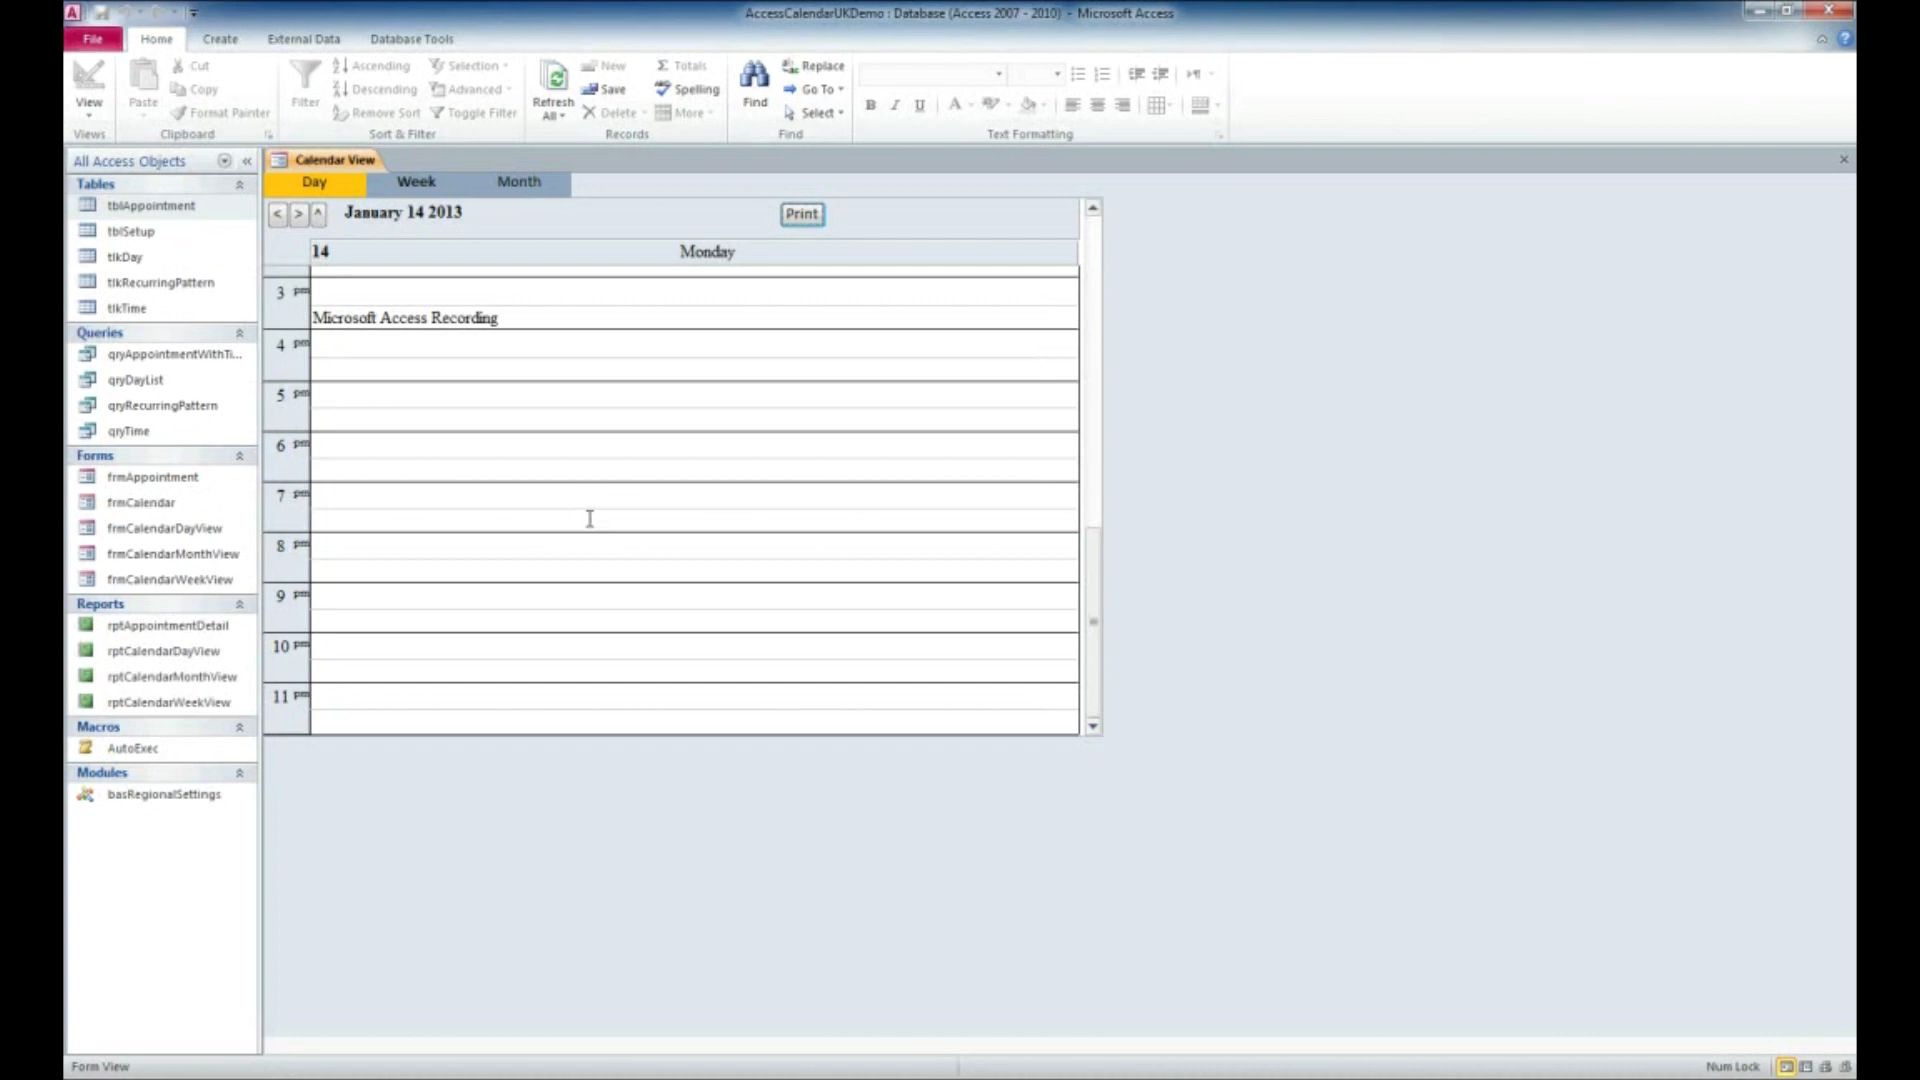 AccessCalendarUKDemo : Database (Access 2007 - 2010) - Microsoft Access
File Home Create External Data Database Tools
View
Views
Paste
Cut
Copy
Format Painter
Clipboard
Filter
Ascending
Descending
Remove Sort
Selection
Advanced
Toggle Filter
Sort & Filter
Refresh
All
New
Save
Delete
Totals
Spelling
More
Records
Find
Replace
Go To
Select
Find
B I U A
Text Formatting
All Access Objects
Tables
tblAppointment
tblSetup
tlkDay
tlkRecurringPattern
tlkTime
Queries
qryAppointmentWithTi...
qryDayList
qryRecurringPattern
qryTime
Forms
frmAppointment
frmCalendar
frmCalendarDayView
frmCalendarMonthView
frmCalendarWeekView
Reports
rptAppointmentDetail
rptCalendarDayView
rptCalendarMonthView
rptCalendarWeekView
Macros
AutoExec
Modules
basRegionalSettings
Calendar View
Day Week Month
< > ^ January 14 2013 Print
14 Monday
3 pm
Microsoft Access Recording
4 pm
5 pm
6 pm
7 pm
8 pm
9 pm
10 pm
11 pm
Form View Num Lock